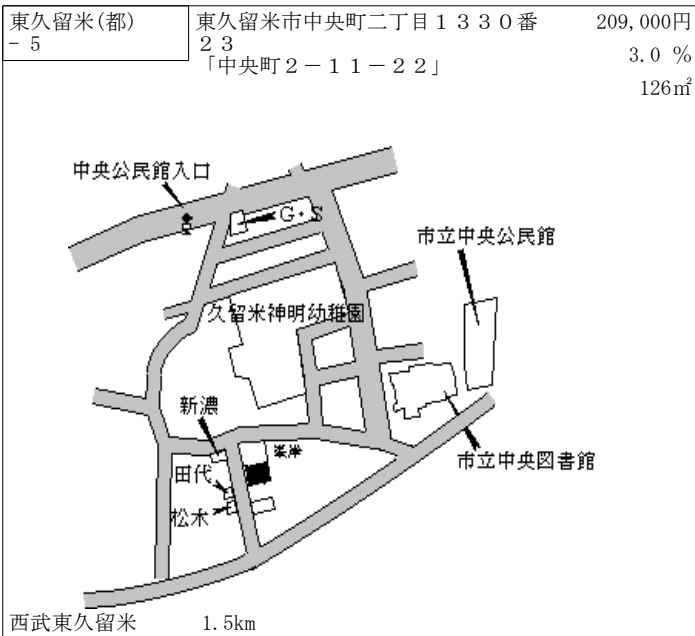 東久留米(都)
- 5
東久留米市中央町二丁目１３３０番
２３
「中央町２－１１－２２」
209,000円
3.0 %
126㎡
中央公民館入口
G・S
市立中央公民館
久留米神明幼稚園
新濃
田代
松木
市立中央図書館
西武東久留米 1.5km